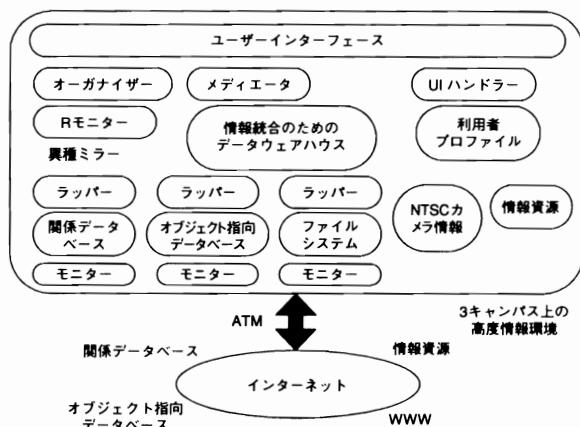 ユーザーインターフェース
オーガナイザー
メディエータ
UIハンドラー
Rモニター
情報統合のための
データウェアハウス
利用者
プロファイル
異種ミラー
ラッパー
ラッパー
ラッパー
関係データ
ベース
オブジェクト指向
データベース
ファイル
システム
NTSCカ
メラ情報
情報資源
モニター
モニター
モニター
ATM
3キャンパス上の
高度情報環境
関係データベース
情報資源
インターネット
オブジェクト指向
データベース
WWW